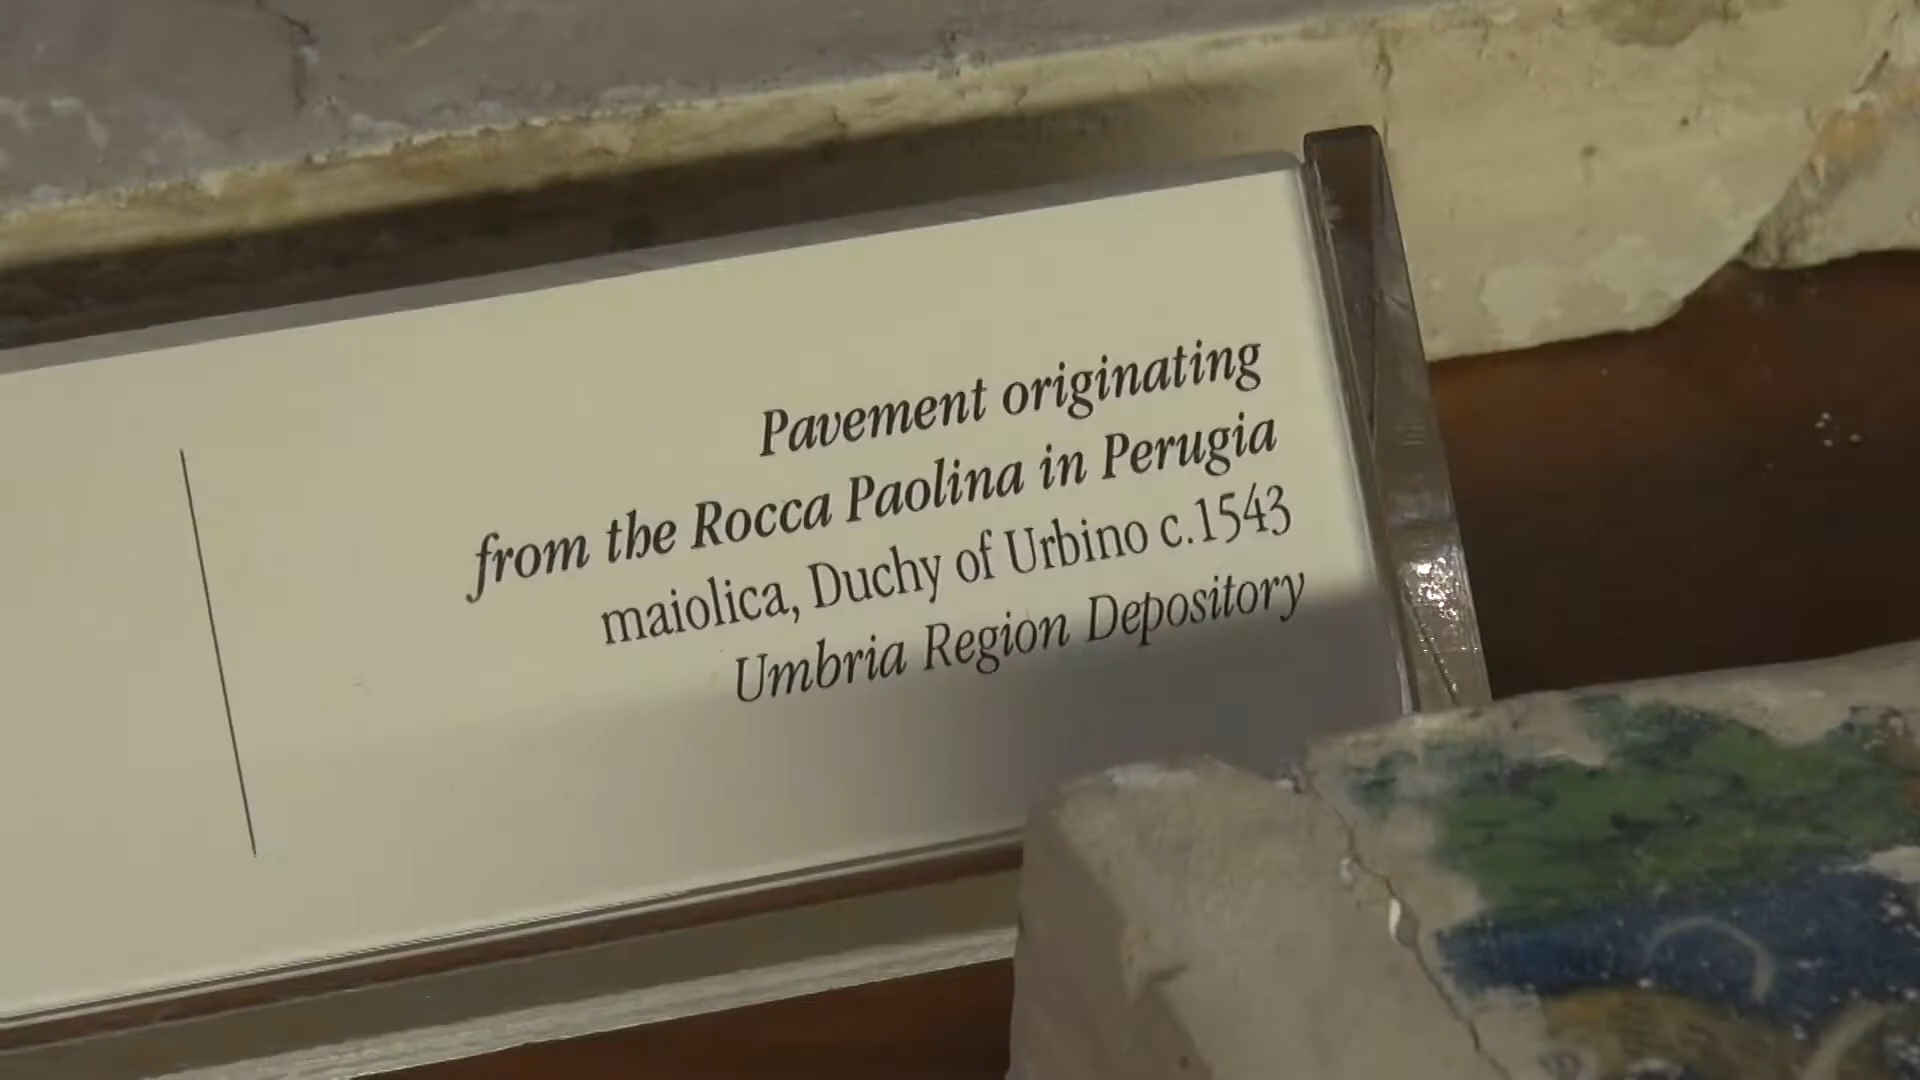 Pavement originating
from the Rocca Paolina in Perugia
maiolica, Duchy of Urbino c.1543
Umbria Region Depository